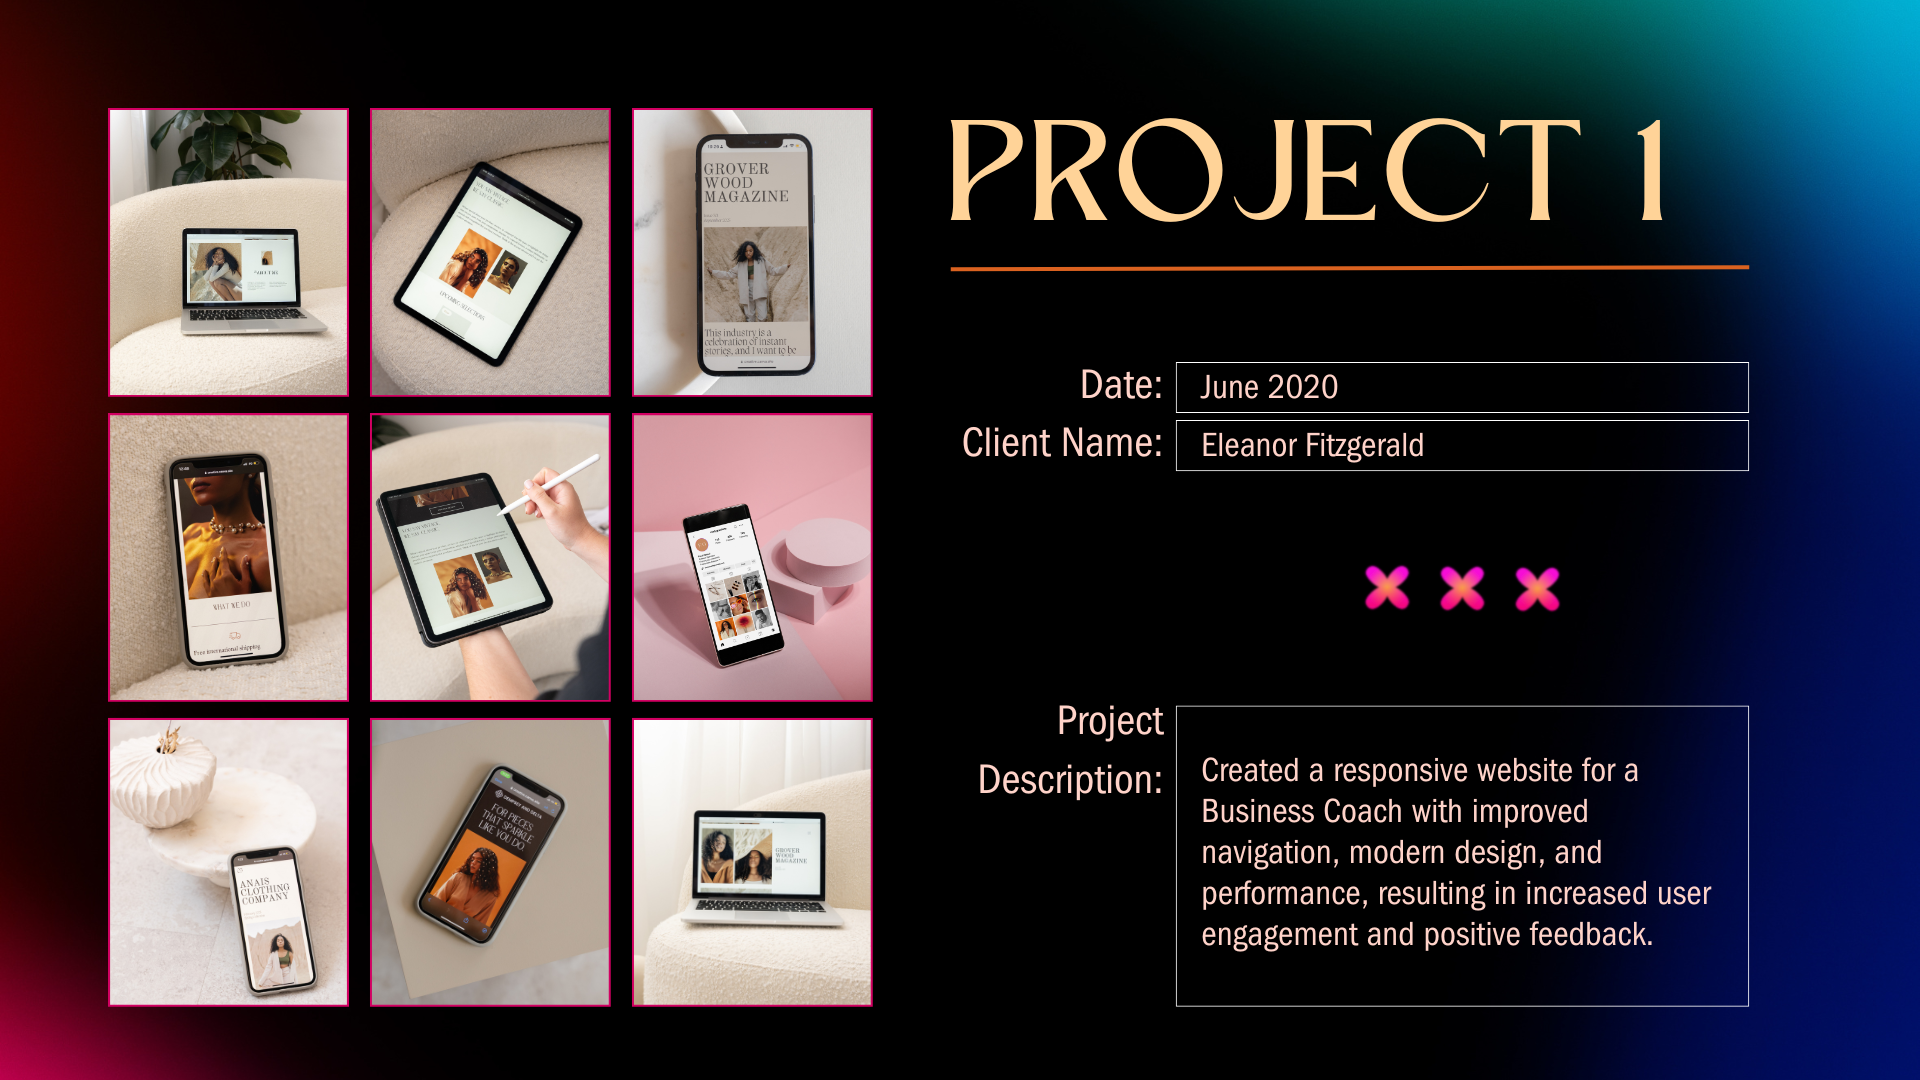 PROJECT 1
Date:
June 2020
Client Name:
Eleanor Fitzgerald
Project
Description:
Created a responsive website for a
Business Coach with improved
navigation, modern design, and
performance, resulting in increased user
engagement and positive feedback.
GROVER
WOOD
MAGAZINE
This industry is a
celebration of instant
stories, and I want to be
WHAT WE DO
Free international shipping
ANAIS
CLOTHING
COMPANY
DEMPSEY AND DELTA
FOR PIECES
THAT SPARKLE
LIKE YOU DO.
GROVER
WOOD
MAGAZINE